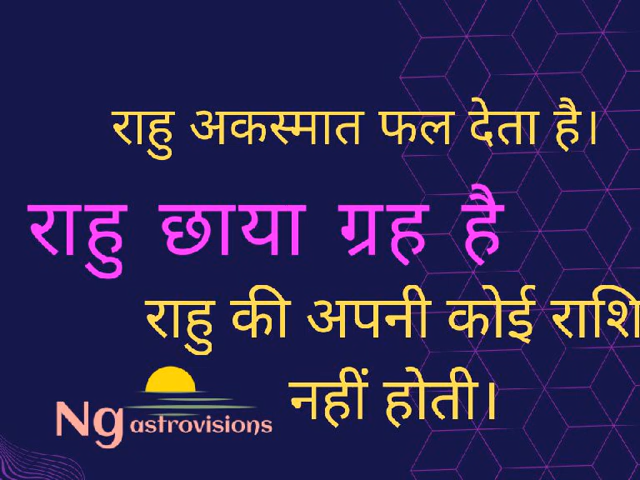 राहु अकस्मात फल देता है।
राहु छाया ग्रह है
राहु की अपनी कोई राशि
नहीं होती।
Ng astrovisions